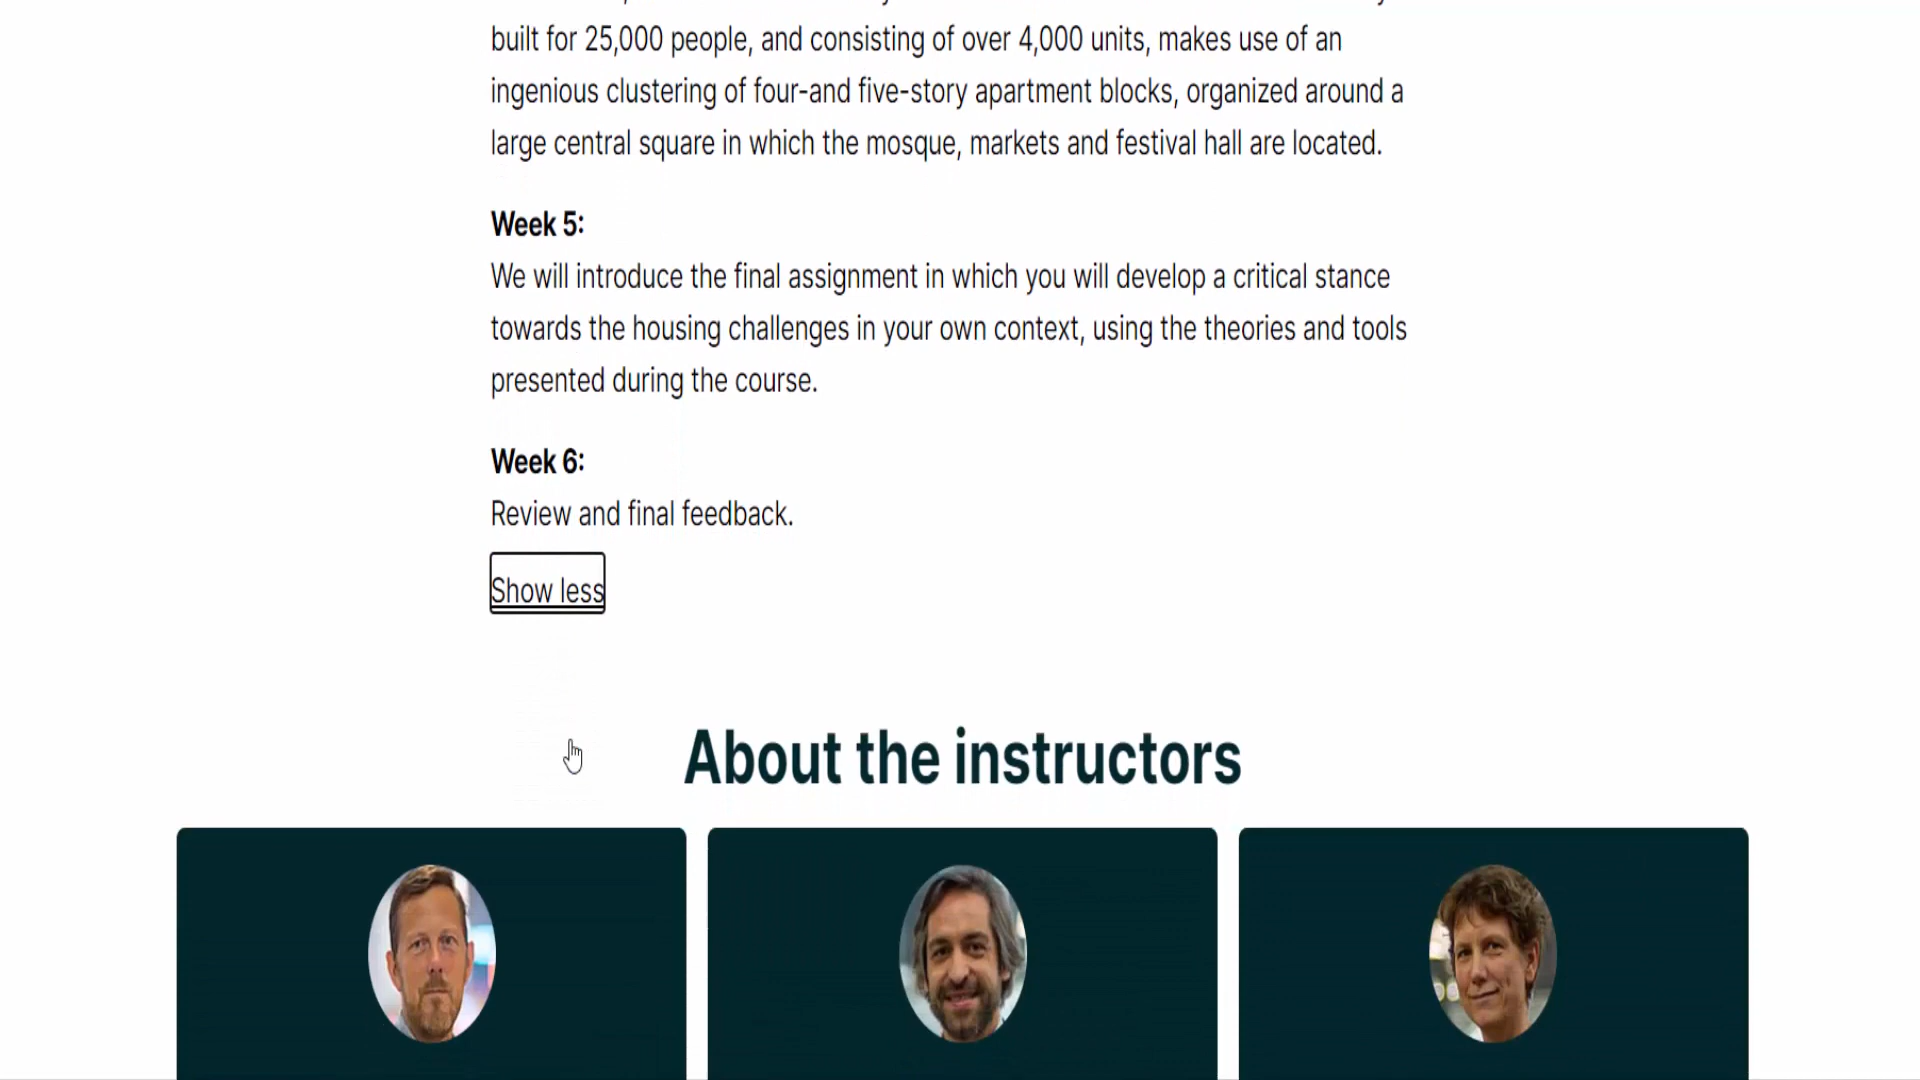 built for 25,000 people, and consisting of over 4,000 units, makes use of an
ingenious clustering of four-and five-story apartment blocks, organized around a
large central square in which the mosque, markets and festival hall are located.
Week 5:
We will introduce the final assignment in which you will develop a critical stance
towards the housing challenges in your own context, using the theories and tools
presented during the course.
Week 6:
Review and final feedback.
Show less
About the instructors